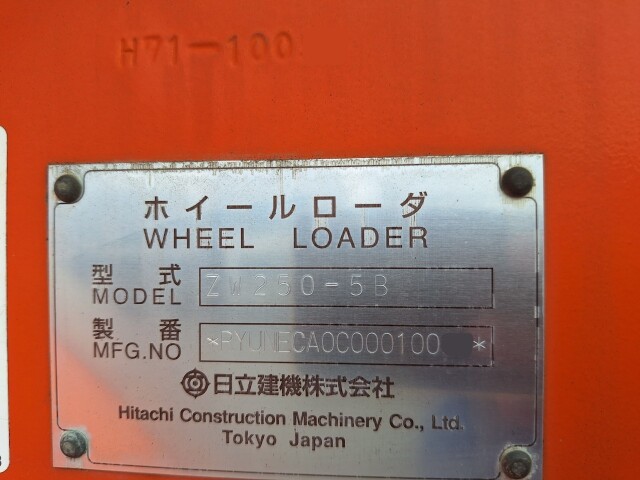 H71-100
ホイールローダ
WHEEL LOADER
型式
MODEL ZW250-5B
製番
MFG.NO
日立建機株式会社
Hitachi Construction Machinery Co., Ltd.
Tokyo Japan